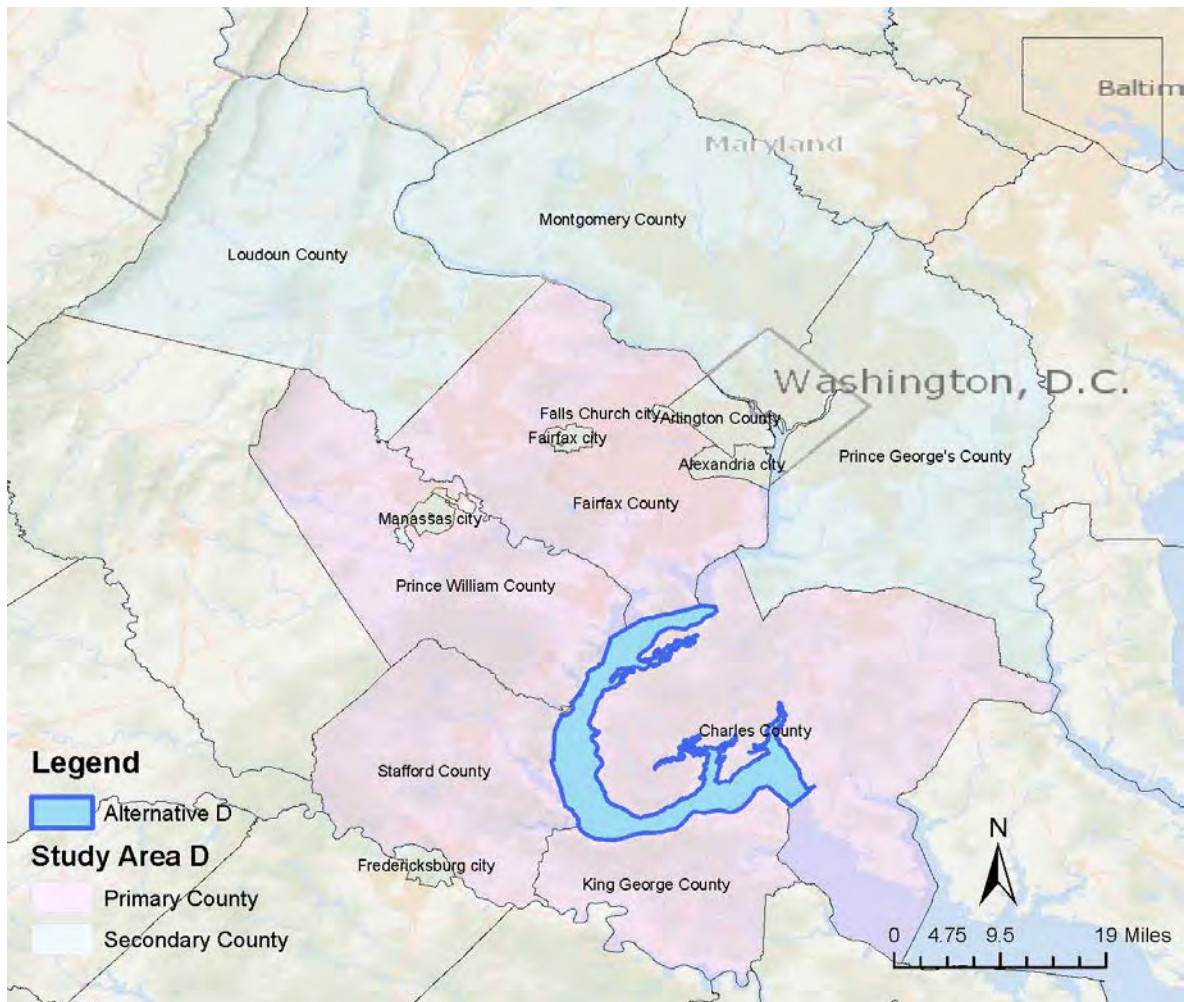 Baltim
Maryland
Montgomery County
Loudoun County
Washington, D.C.
Falls Church city
Arlington County
Fairfax city
Alexandria city
Prince George's County
Fairfax County
Manassas city
Prince William County
Charles County
Stafford County
Fredericksburg city
King George County
Legend
Alternative D
Study Area D
Primary County
Secondary County
N
0 4.75 9.5 19 Miles